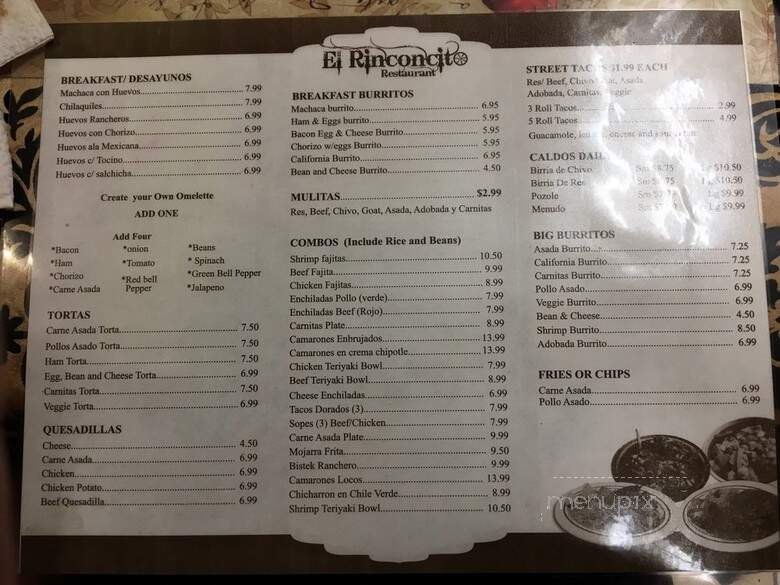 El Rinconcito
Restaurant
BREAKFAST/ DESAYUNOS
Machaca con Huevos 7.99
Chilaquiles 7.99
Huevos Rancheros 6.99
Huevos con Chorizo 6.99
Huevos ala Mexicana 6.99
Huevos c/ Tocino 6.99
Huevos c/ salchicha 6.99
Create your Own Omelette
ADD ONE
Add Four
*Bacon *onion *Beans
*Ham *Tomato * Spinach
*Chorizo *Red bell Pepper *Green Bell Pepper
*Carne Asada *Jalapeno
TORTAS
Carne Asada Torta 7.50
Pollos Asado Torta 7.50
Ham Torta 7.50
Egg, Bean and Cheese Torta 6.99
Carnitas Torta 7.50
Veggie Torta 6.99
QUESADILLAS
Cheese 4.50
Carne Asada 6.99
Chicken 6.99
Chicken Potato 6.99
Beef Quesadilla 6.99
BREAKFAST BURRITOS
Machaca burrito 6.95
Ham & Eggs burrito 5.95
Bacon Egg & Cheese Burrito 5.95
Chorizo w/eggs Burrito 5.95
California Burrito 6.95
Bean and Cheese Burrito 4.50
MULITAS $2.99
Res, Beef, Chivo, Goat, Asada, Adobada y Carnitas
COMBOS (Include Rice and Beans)
Shrimp fajitas 10.50
Beef Fajita 9.99
Chicken Fajitas 8.99
Enchiladas Pollo (verde) 7.99
Enchiladas Beef (Rojo) 7.99
Carnitas Plate 8.99
Camarones Enbrujados 13.99
Camarones en crema chipotle 13.99
Chicken Teriyaki Bowl 7.99
Beef Teriyaki Bowl 8.99
Cheese Enchiladas 6.99
Tacos Dorados (3) 7.99
Sopes (3) Beef/Chicken 7.99
Carne Asada Plate 9.99
Mojarra Frita 9.50
Bistek Ranchero 9.99
Camarones Locos 13.99
Chicharron en Chile Verde 8.99
Shrimp Teriyaki Bowl 10.50
STREET TACOS $1.99 EACH
Res/ Beef, Chivo/Goat, Asada
Adobada, Carnitas, Veggie
3 Roll Tacos 2.99
5 Roll Tacos 4.99
Guacamole,
CALDOS
Birria de Chivo Sm Lg $10.50
Birria De Res Sm Lg $10.50
Pozole Sm Lg $9.99
Menudo Sm Lg $9.99
BIG BURRITOS
Asada Burrito 7.25
California Burrito 7.25
Carnitas Burrito 7.25
Pollo Asado 6.99
Veggie Burrito 6.99
Bean & Cheese 4.50
Shrimp Burrito 8.50
Adobada Burrito 6.99
FRIES OR CHIPS
Carne Asada 6.99
Pollo Asado 6.99
menupix